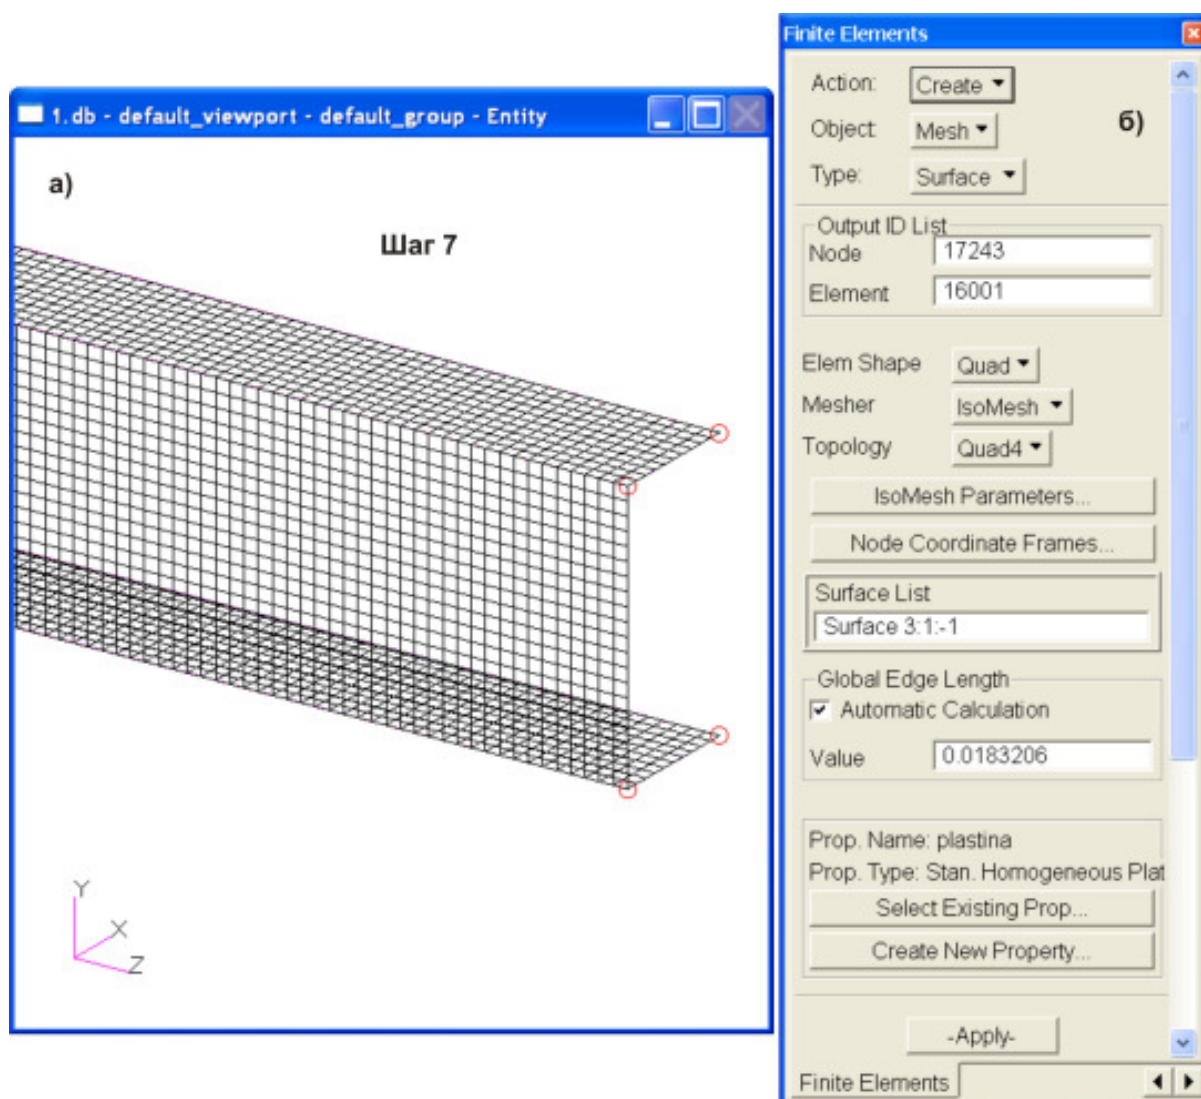 1.db - default_viewport - default_group - Entity
а)
Шаг 7
Y
X
Z
Finite Elements
Action: Create
б)
Object: Mesh
Type: Surface
Output ID List
Node 17243
Element 16001
Elem Shape Quad
Mesher IsoMesh
Topology Quad4
IsoMesh Parameters...
Node Coordinate Frames...
Surface List
Surface 3:1:-1
Global Edge Length
Automatic Calculation
Value 0.0183206
Prop. Name: plastina
Prop. Type: Stan. Homogeneous Plat
Select Existing Prop...
Create New Property...
-Apply-
Finite Elements